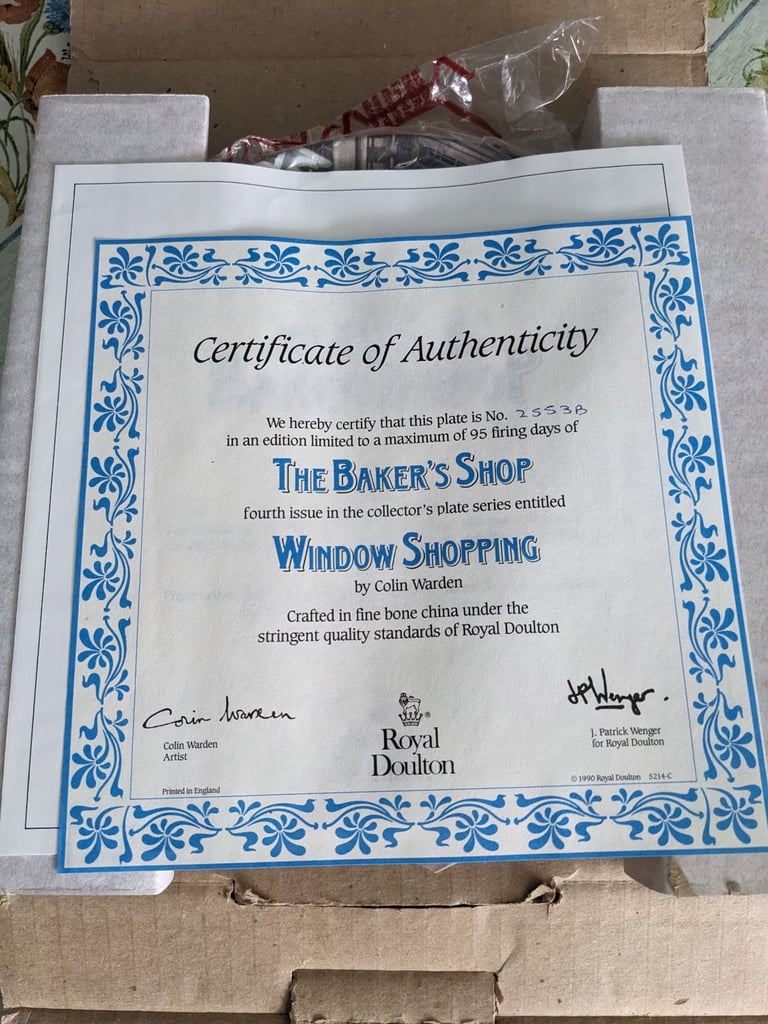 Certificate of Authenticity
We hereby certify that this plate is No. 2553B
in an edition limited to a maximum of 95 firing days of
THE BAKER'S SHOP
fourth issue in the collector's plate series entitled
WINDOW SHOPPING
by Colin Warden
Crafted in fine bone china under the
stringent quality standards of Royal Doulton
Colin Warden
Colin Warden
Artist
Printed in England
Royal
Doulton
®
JPWenger.
J. Patrick Wenger
for Royal Doulton
© 1990 Royal Doulton 5214-C